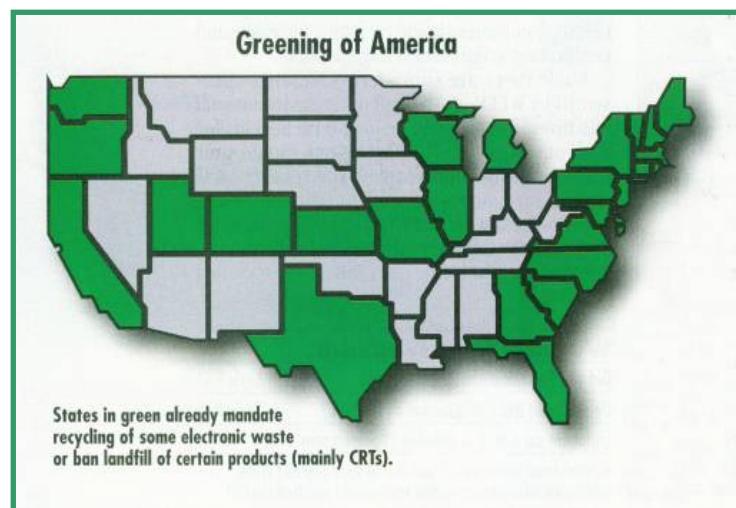 Greening of America
States in green already mandate
recycling of some electronic waste
or ban landfill of certain products (mainly CRTs).